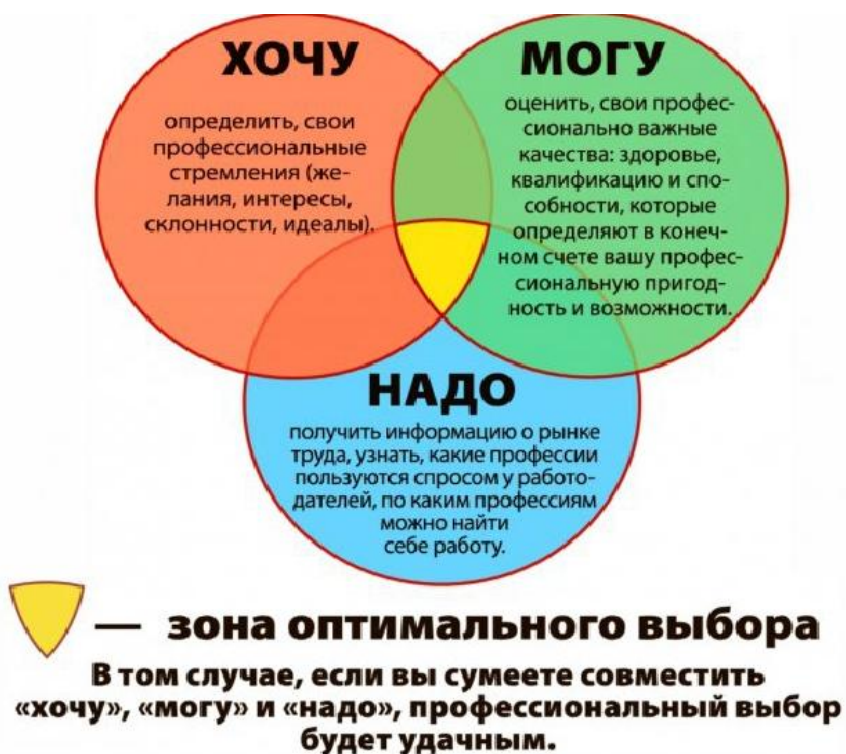 ХОЧУ
определить, свои
профессиональные
стремления (же-
лания, интересы,
склонности, идеалы).
МОГУ
оценить, свои профес-
сионально важные
качества: здоровье,
квалификацию и спо-
собности, которые
определяют в конеч-
ном счете вашу профес-
сиональную пригод-
ность и возможности.
НАДО
получить информацию о рынке
труда, узнать, какие профессии
пользуются спросом у работо-
дателей, по каким профессиям
можно найти
себе работу.
— зона оптимального выбора
В том случае, если вы сумеете совместить
«хочу», «могу» и «надо», профессиональный выбор
будет удачным.